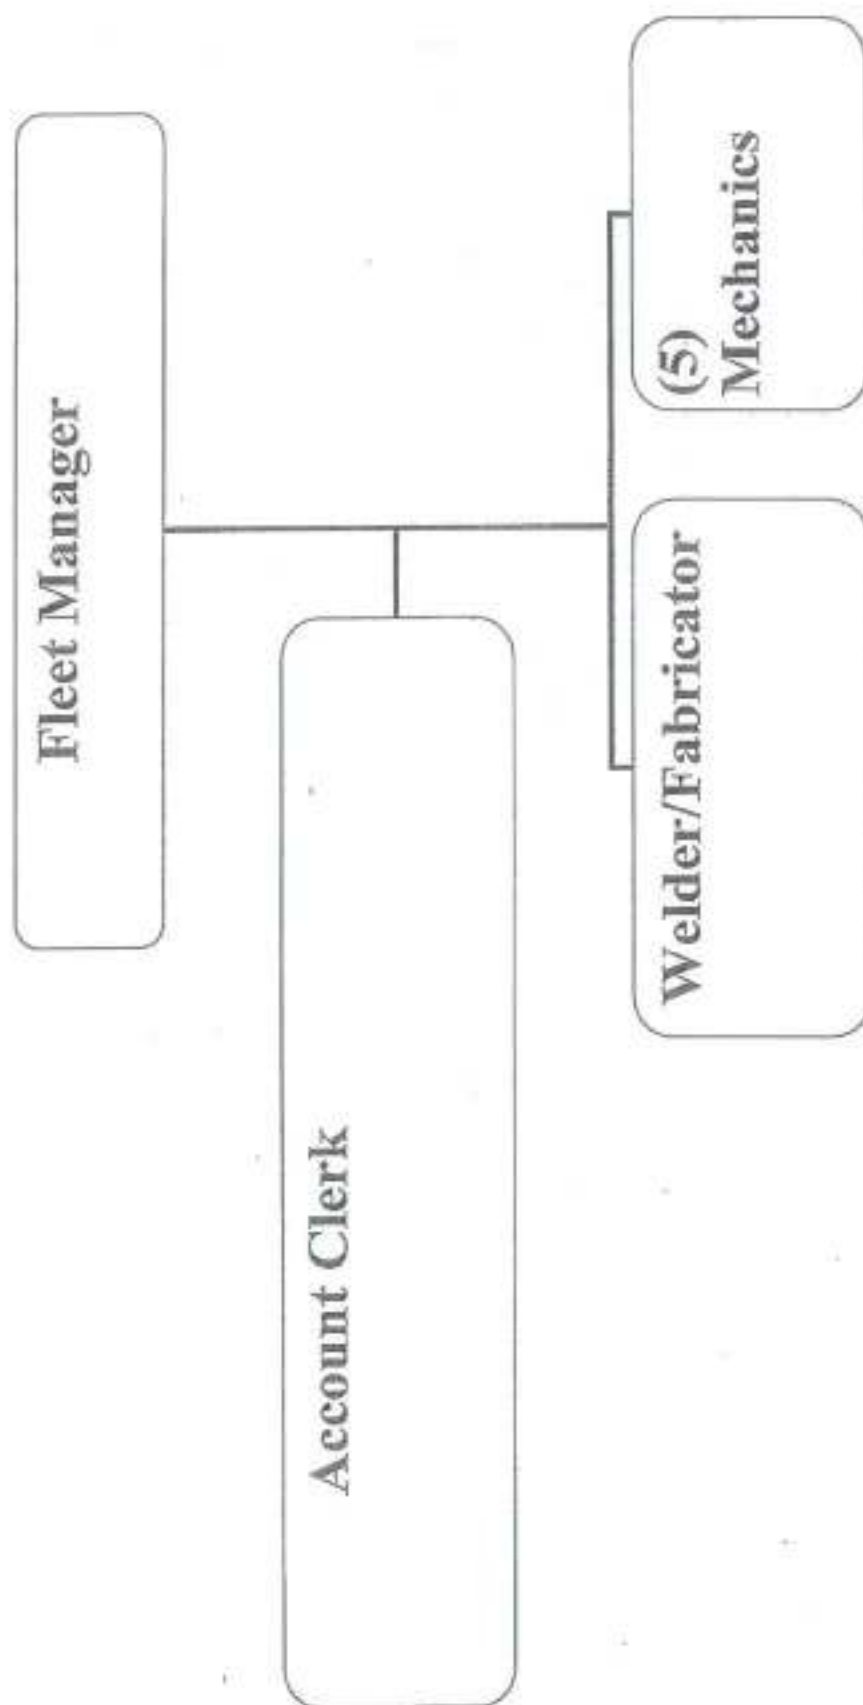 Fleet Manager
Account Clerk
Welder/Fabricator
(5)
Mechanics